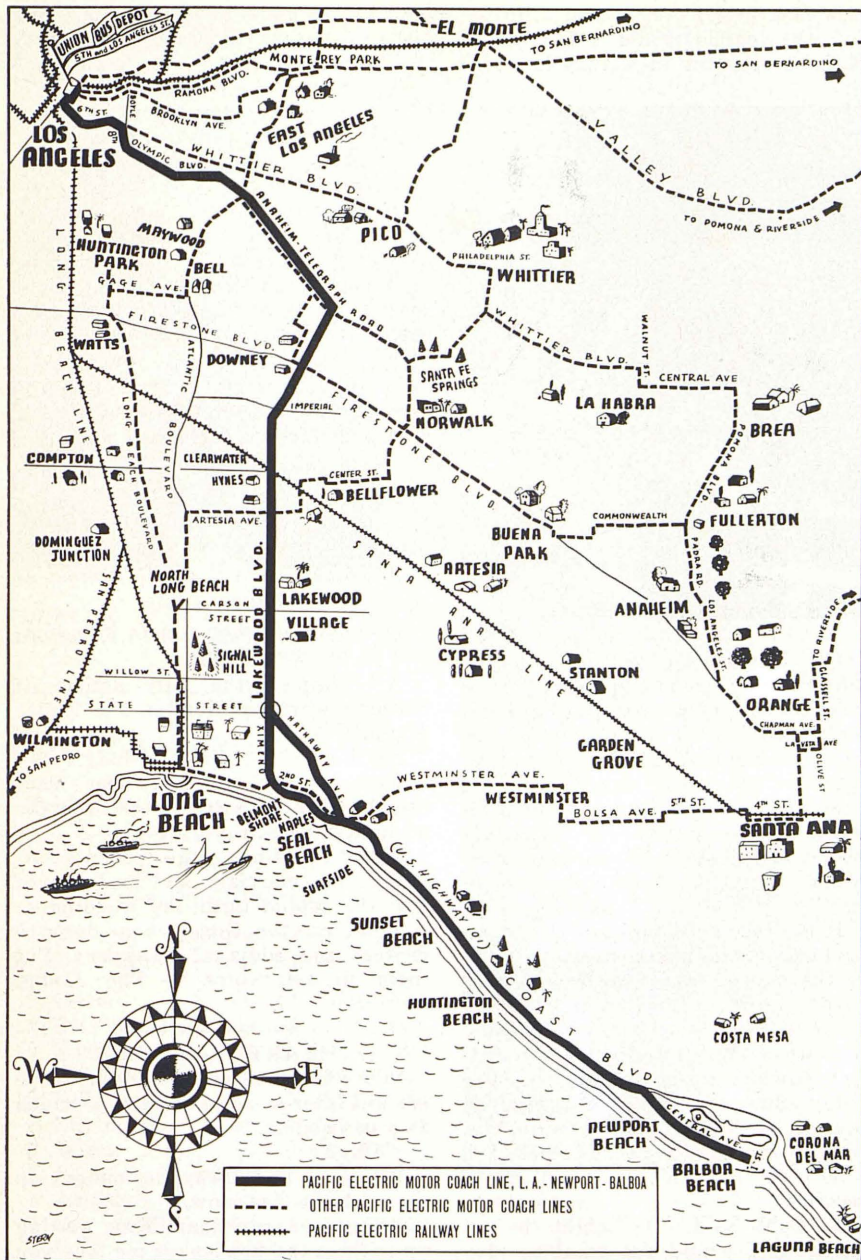 UNION BUS DEPOT
5TH AND LOS ANGELES ST.
EL MONTE
TO SAN BERNARDINO
MONTEREY PARK
TO SAN BERNARDINO
RAMONA BLVD.
6TH ST.
BROOKLYN AVE.
8TH
EAST
LOS ANGELES
LOS
ANGELES
OLYMPIC BLVD.
WHITTIER BLVD.
VALLEY BLVD.
TO POMONA & RIVERSIDE
LONG BEACH LINE
MAYWOOD
HUNTINGTON
PARK
BELL
GAGE AVE.
ANAHEIM-TELEGRAPH ROAD
PICO
PHILADELPHIA ST.
WHITTIER
FIRESTONE BLVD.
WATTS
ATLANTIC
BOULEVARD
DOWNEY
WHITTIER BLVD.
WALNUT ST.
SANTA FE
SPRINGS
CENTRAL AVE
LONG BEACH BOULEVARD
IMPERIAL
FIRESTONE BLVD.
NORWALK
LA HABRA
BREA
POMONA BLVD.
COMPTON
CLEARWATER
HYNES
CENTER ST.
BELLFLOWER
ARTESIA AVE.
BUENA
PARK
COMMONWEALTH
FULLERTON
DOMINGUEZ
JUNCTION
SAN PEDRO LINE
NORTH
LONG BEACH
LAKEWOOD BLVD.
SANTA ANA LINE
ARTESIA
PADRA RD
ANAHEIM
LOS ANGELES ST.
CARSON
STREET
LAKEWOOD
VILLAGE
SIGNAL
HILL
CYPRESS
STANTON
TO RIVERSIDE
GLASSELL ST.
WILLOW ST.
ORANGE
STATE STREET
CHAPMAN AVE.
WILMINGTON
TO SAN PEDRO
XIMENO
HATHAWAY AVE.
GARDEN
GROVE
LA VETA AVE
OLIVE ST
2ND ST.
WESTMINSTER AVE.
WESTMINSTER
BOLSA AVE.
5TH ST.
4TH ST.
LONG
BEACH
BELMONT
SHORE
NAPLES
SEAL
BEACH
SANTA ANA
SURFSIDE
(U.S. HIGHWAY 101)
SUNSET
BEACH
HUNTINGTON
BEACH
COAST BLVD.
COSTA MESA
N
W
E
S
NEWPORT
BEACH
CENTRAL AVE.
BALBOA
BEACH
CORONA
DEL MAR
LAGUNA BEACH
PACIFIC ELECTRIC MOTOR COACH LINE, L. A. - NEWPORT - BALBOA
OTHER PACIFIC ELECTRIC MOTOR COACH LINES
PACIFIC ELECTRIC RAILWAY LINES
STERN